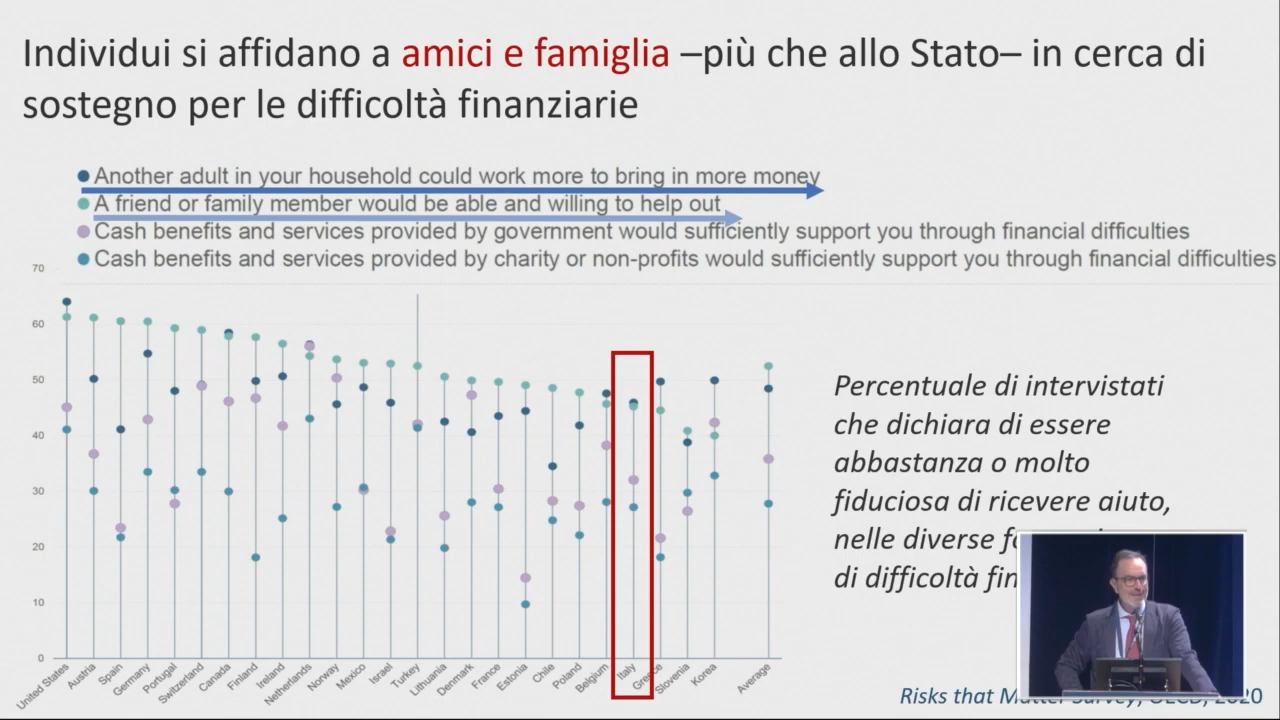 Individui si affidano a amici e famiglia –più che allo Stato– in cerca di
sostegno per le difficoltà finanziarie
Another adult in your household could work more to bring in more money
A friend or family member would be able and willing to help out
Cash benefits and services provided by government would sufficiently support you through financial difficulties
Cash benefits and services provided by charity or non-profits would sufficiently support you through financial difficulties
70
60
50
40
30
20
10
0
United States
Austria
Spain
Germany
Portugal
Switzerland
Canada
Finland
Ireland
Netherlands
Norway
Mexico
Israel
Turkey
Denmark
France
Estonia
Chile
Poland
Belgium
Italy
Greece
Slovenia
Korea
Average
Percentuale di intervistati
che dichiara di essere
abbastanza o molto
fiduciosa di ricevere aiuto,
nelle diverse
di difficoltà
Risks that Survey, OECD, 2020